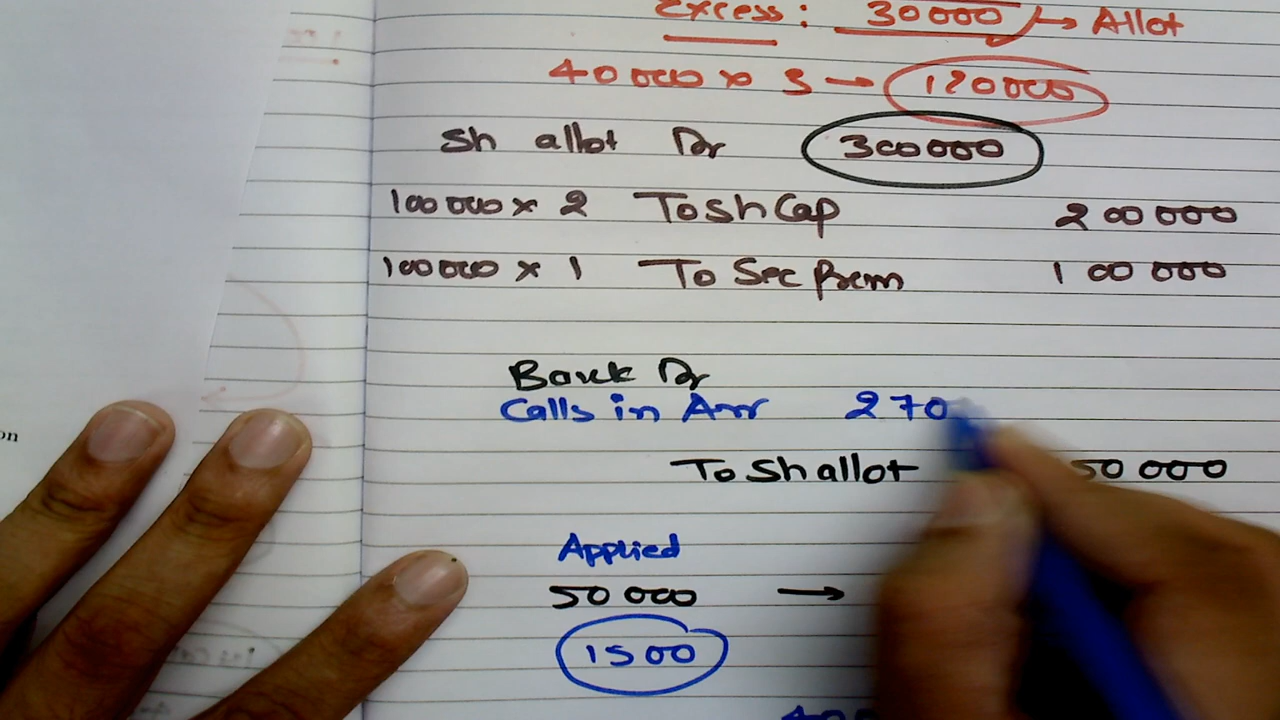 Excess: 30000 → Allot
40000 x 3 → 120000
Sh allot Dr 300000
100000 x 2 To Sh Cap 200000
100000 x 1 To Sec Prem 100000
Bank Dr
Calls in Arr 270
To Sh allot 50000
Applied
50000 →
1500
on